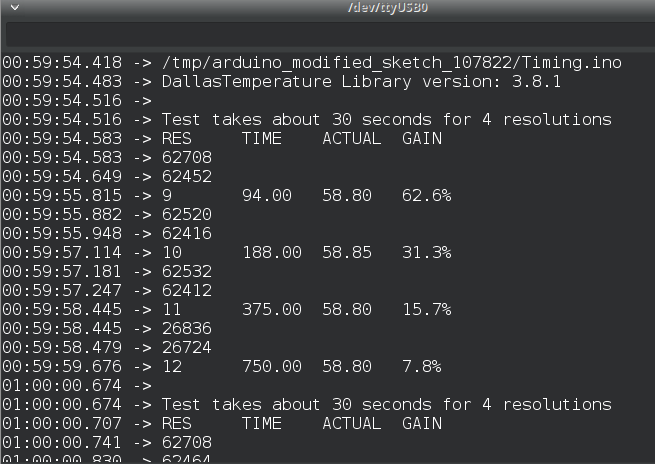 /dev/ttyUSB0
00:59:54.418 -> /tmp/arduino_modified_sketch_107822/Timing.ino
00:59:54.483 -> DallasTemperature Library version: 3.8.1
00:59:54.516 ->
00:59:54.516 -> Test takes about 30 seconds for 4 resolutions
00:59:54.583 -> RES TIME ACTUAL GAIN
00:59:54.583 -> 62708
00:59:54.649 -> 62452
00:59:55.815 -> 9 94.00 58.80 62.6%
00:59:55.882 -> 62520
00:59:55.948 -> 62416
00:59:57.114 -> 10 188.00 58.85 31.3%
00:59:57.181 -> 62532
00:59:57.247 -> 62412
00:59:58.445 -> 11 375.00 58.80 15.7%
00:59:58.445 -> 26836
00:59:58.479 -> 26724
00:59:59.676 -> 12 750.00 58.80 7.8%
01:00:00.674 ->
01:00:00.674 -> Test takes about 30 seconds for 4 resolutions
01:00:00.707 -> RES TIME ACTUAL GAIN
01:00:00.741 -> 62708
01:00:00.830 -> 62464